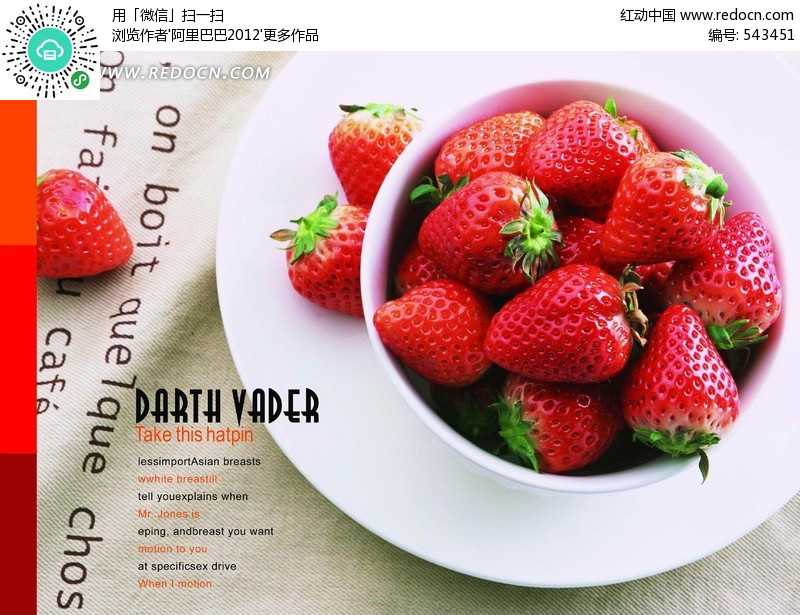 用「微信」扫一扫
浏览作者'阿里巴巴2012'更多作品
红动中国 www.redocn.com
编号: 543451
WWW.REDOCN.COM
on boit quelque chos
on fai
u café
DARTH VADER
Take this hatpin
lessimportAsian breasts
wwhite breastill
tell youexplains when
Mr. Jones is
eping, andbreast you want
motion to you
at specificsex drive
When I motion